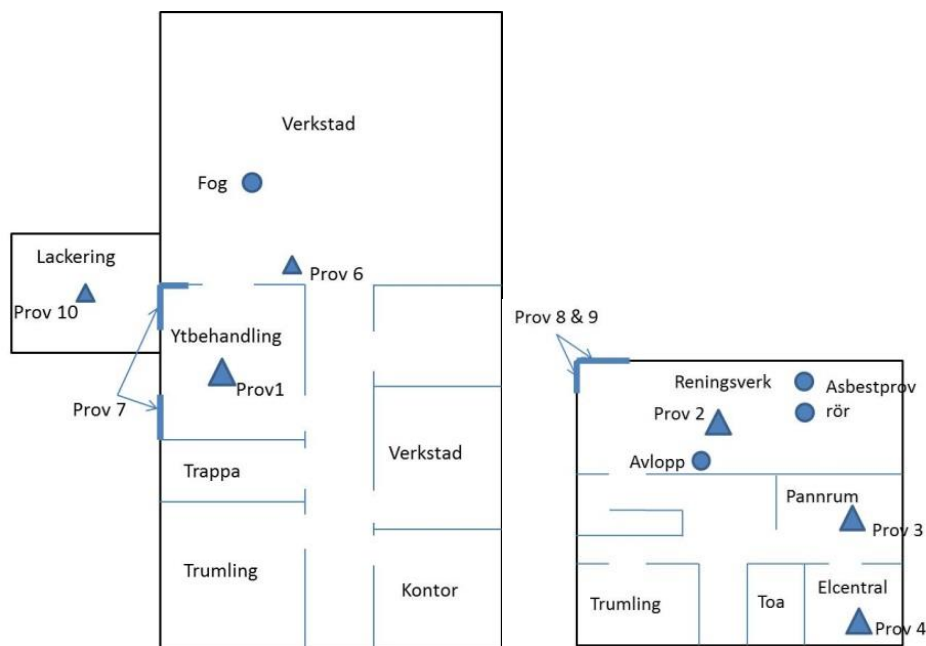 Verkstad
Fog
Lackering
Prov 6
Prov 10
Ytbehandling
Prov1
Prov 7
Verkstad
Trappa
Trumling
Kontor
Prov 8 & 9
Reningsverk
Asbestprov
rör
Prov 2
Avlopp
Pannrum
Prov 3
Elcentral
Trumling
Toa
Prov 4